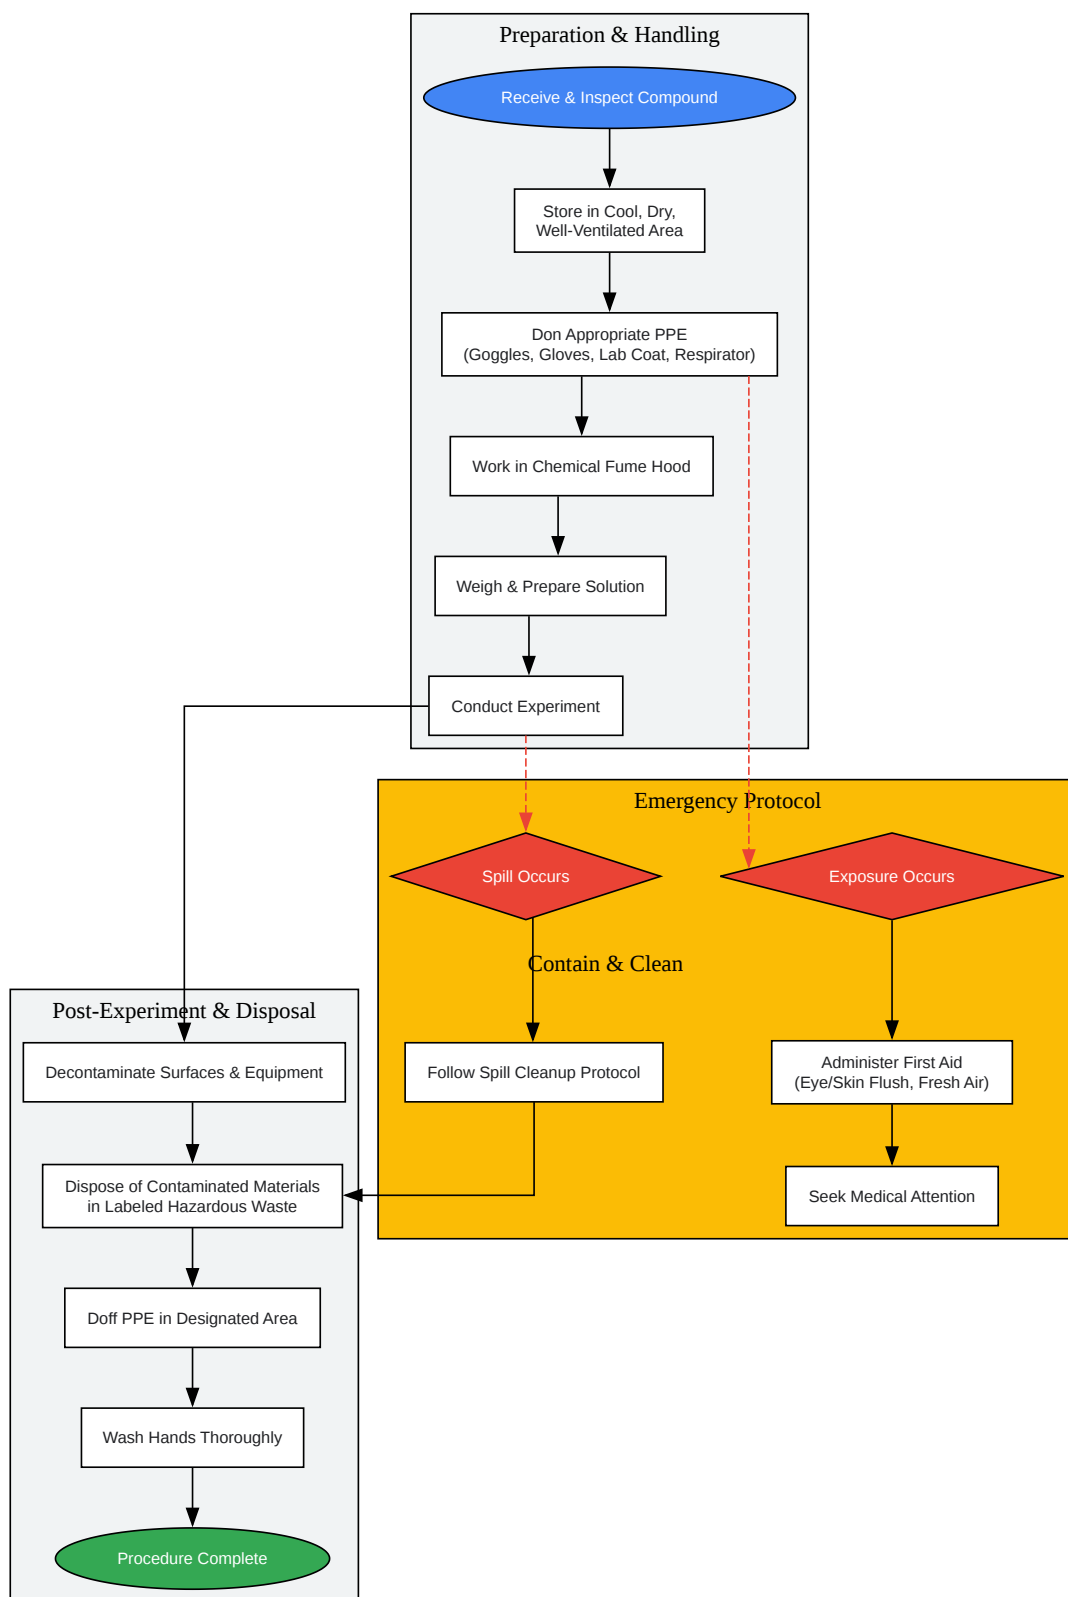 Preparation & Handling
Receive & Inspect Compound
Store in Cool, Dry,
Well-Ventilated Area
Don Appropriate PPE
(Goggles, Gloves, Lab Coat, Respirator)
Work in Chemical Fume Hood
Weigh & Prepare Solution
Conduct Experiment
Emergency Protocol
Spill Occurs
Exposure Occurs
Contain & Clean
Follow Spill Cleanup Protocol
Administer First Aid
(Eye/Skin Flush, Fresh Air)
Seek Medical Attention
Post-Experiment & Disposal
Decontaminate Surfaces & Equipment
Dispose of Contaminated Materials
in Labeled Hazardous Waste
Doff PPE in Designated Area
Wash Hands Thoroughly
Procedure Complete